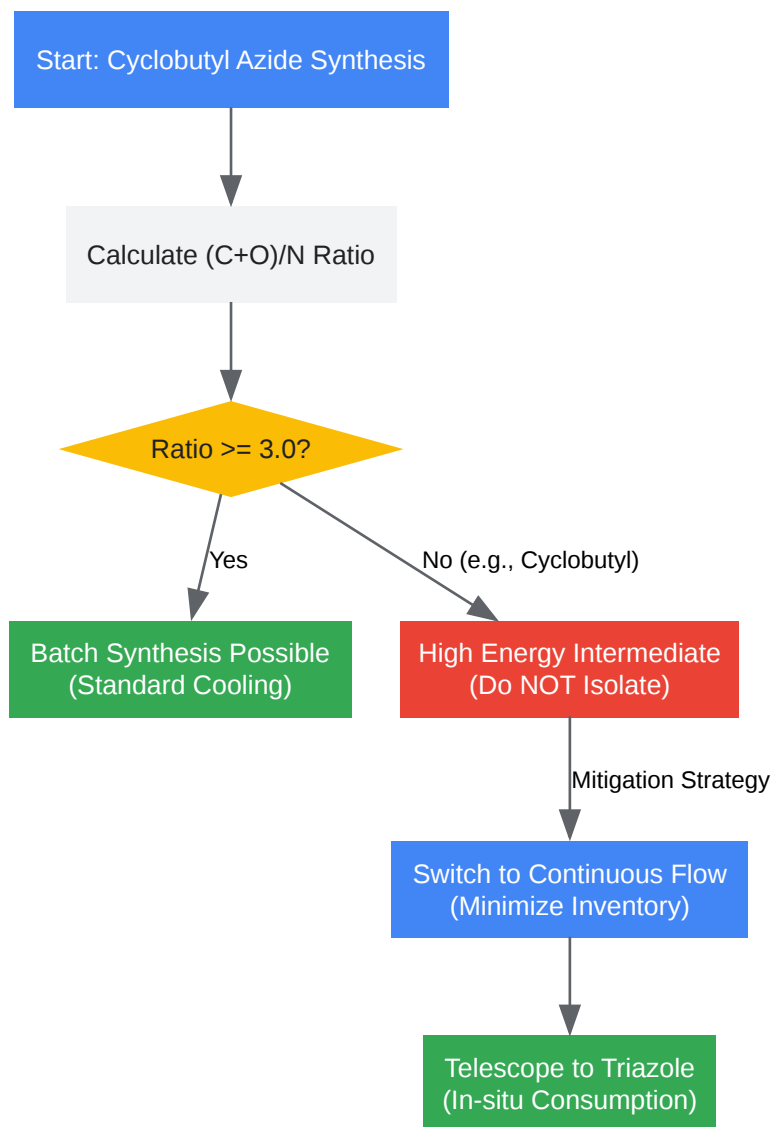 Start: Cyclobutyl Azide Synthesis
Calculate (C+O)/N Ratio
Ratio >= 3.0?
Yes
No (e.g., Cyclobutyl)
Batch Synthesis Possible
(Standard Cooling)
High Energy Intermediate
(Do NOT Isolate)
Mitigation Strategy
Switch to Continuous Flow
(Minimize Inventory)
Telescope to Triazole
(In-situ Consumption)